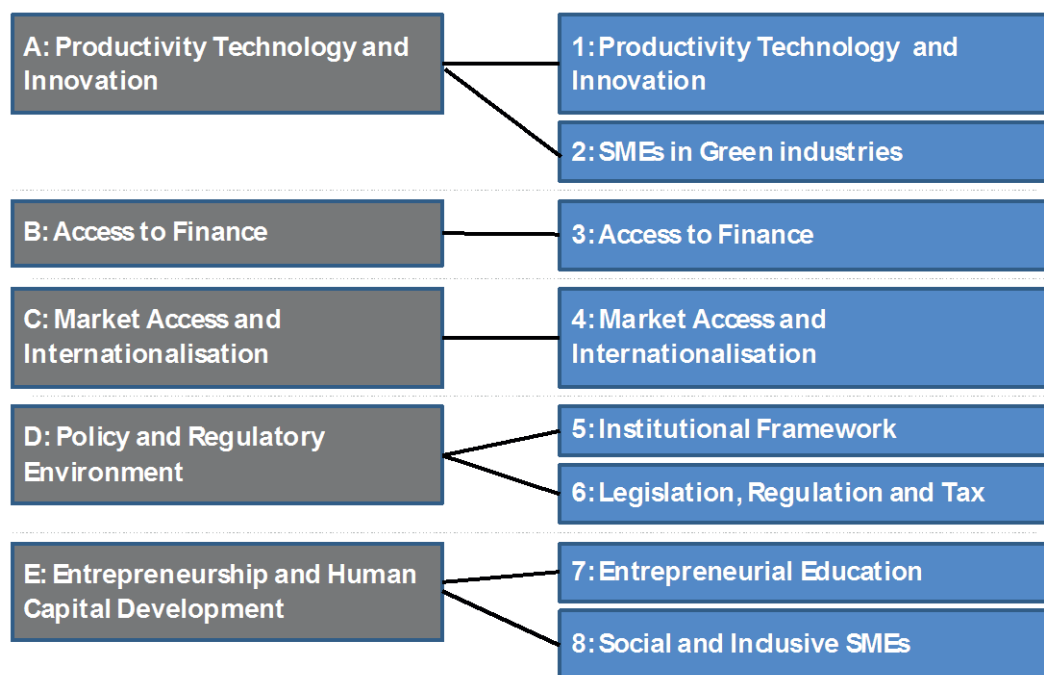 A: Productivity Technology and
Innovation
1: Productivity Technology and
Innovation
2: SMEs in Green industries
B: Access to Finance
3: Access to Finance
C: Market Access and
Internationalisation
4: Market Access and
Internationalisation
D: Policy and Regulatory
Environment
5: Institutional Framework
6: Legislation, Regulation and Tax
E: Entrepreneurship and Human
Capital Development
7: Entrepreneurial Education
8: Social and Inclusive SMEs